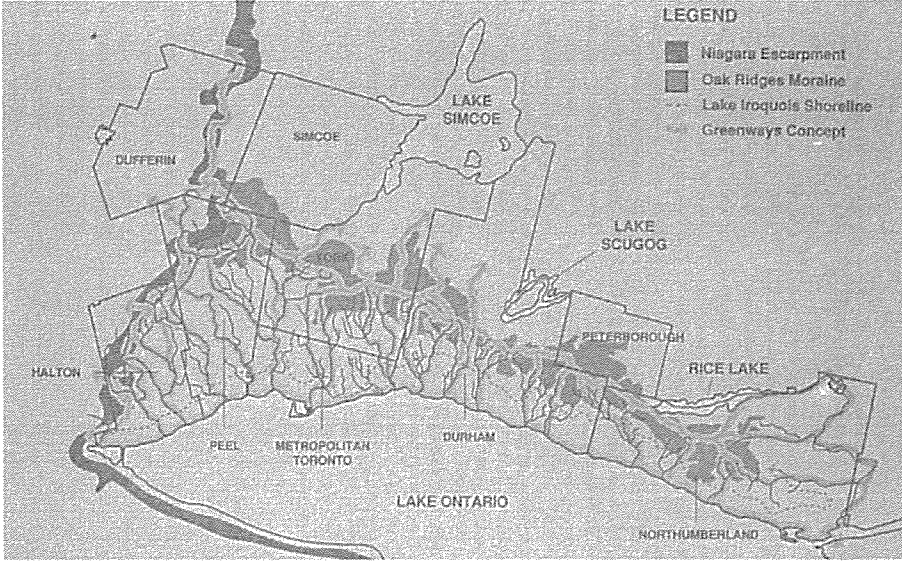 LEGEND
Niagara Escarpment
Oak Ridges Moraine
Lake Iroquois Shoreline
Greenways Concept
LAKE
SIMCOE
SIMCOE
DUFFERIN
LAKE
SCUGOG
YORK
PETERBOROUGH
HALTON
RICE LAKE
PEEL
METROPOLITAN
TORONTO
DURHAM
LAKE ONTARIO
NORTHUMBERLAND